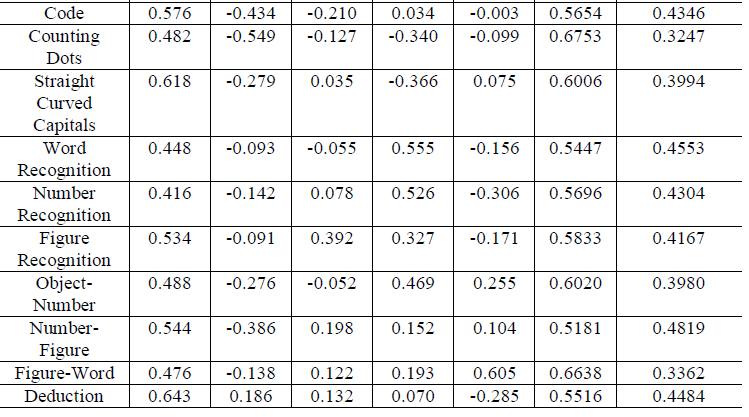 Code 0.576 -0.434 -0.210 0.034 -0.003 0.5654 0.4346
Counting 0.482 -0.549 -0.127 -0.340 -0.099 0.6753 0.3247
Dots
Straight 0.618 -0.279 0.035 -0.366 0.075 0.6006 0.3994
Curved
Capitals
Word 0.448 -0.093 -0.055 0.555 -0.156 0.5447 0.4553
Recognition
Number 0.416 -0.142 0.078 0.526 -0.306 0.5696 0.4304
Recognition
Figure 0.534 -0.091 0.392 0.327 -0.171 0.5833 0.4167
Recognition
Object- 0.488 -0.276 -0.052 0.469 0.255 0.6020 0.3980
Number
Number- 0.544 -0.386 0.198 0.152 0.104 0.5181 0.4819
Figure
Figure-Word 0.476 -0.138 0.122 0.193 0.605 0.6638 0.3362
Deduction 0.643 0.186 0.132 0.070 -0.285 0.5516 0.4484